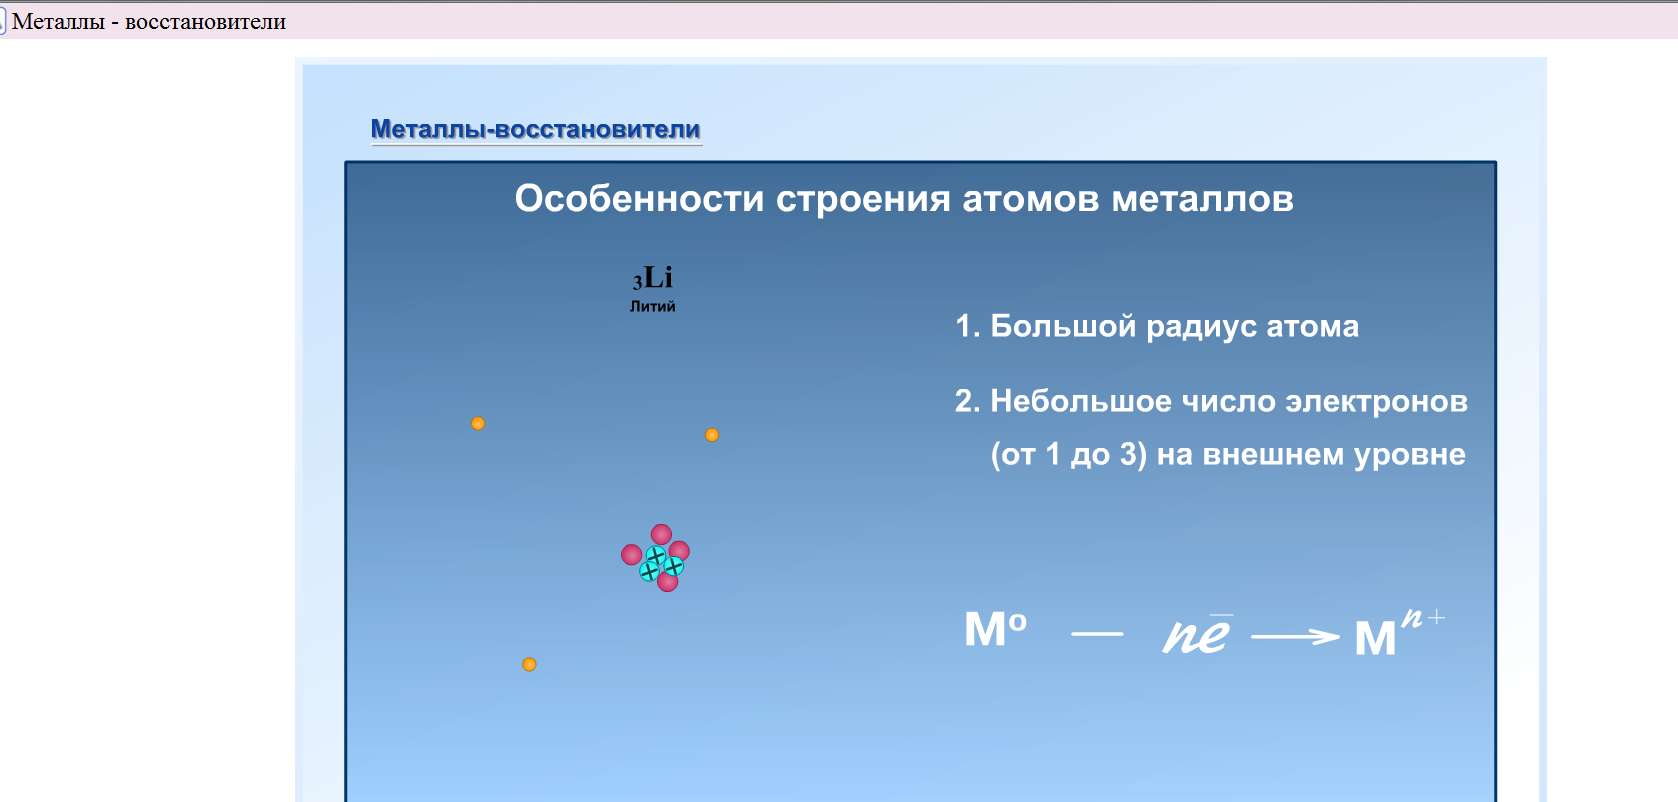 Металлы - восстановители
Металлы-восстановители
Особенности строения атомов металлов
₃Li
Литий
1. Большой радиус атома
2. Небольшое число электронов
(от 1 до 3) на внешнем уровне
Mᵒ — nē → Mⁿ⁺